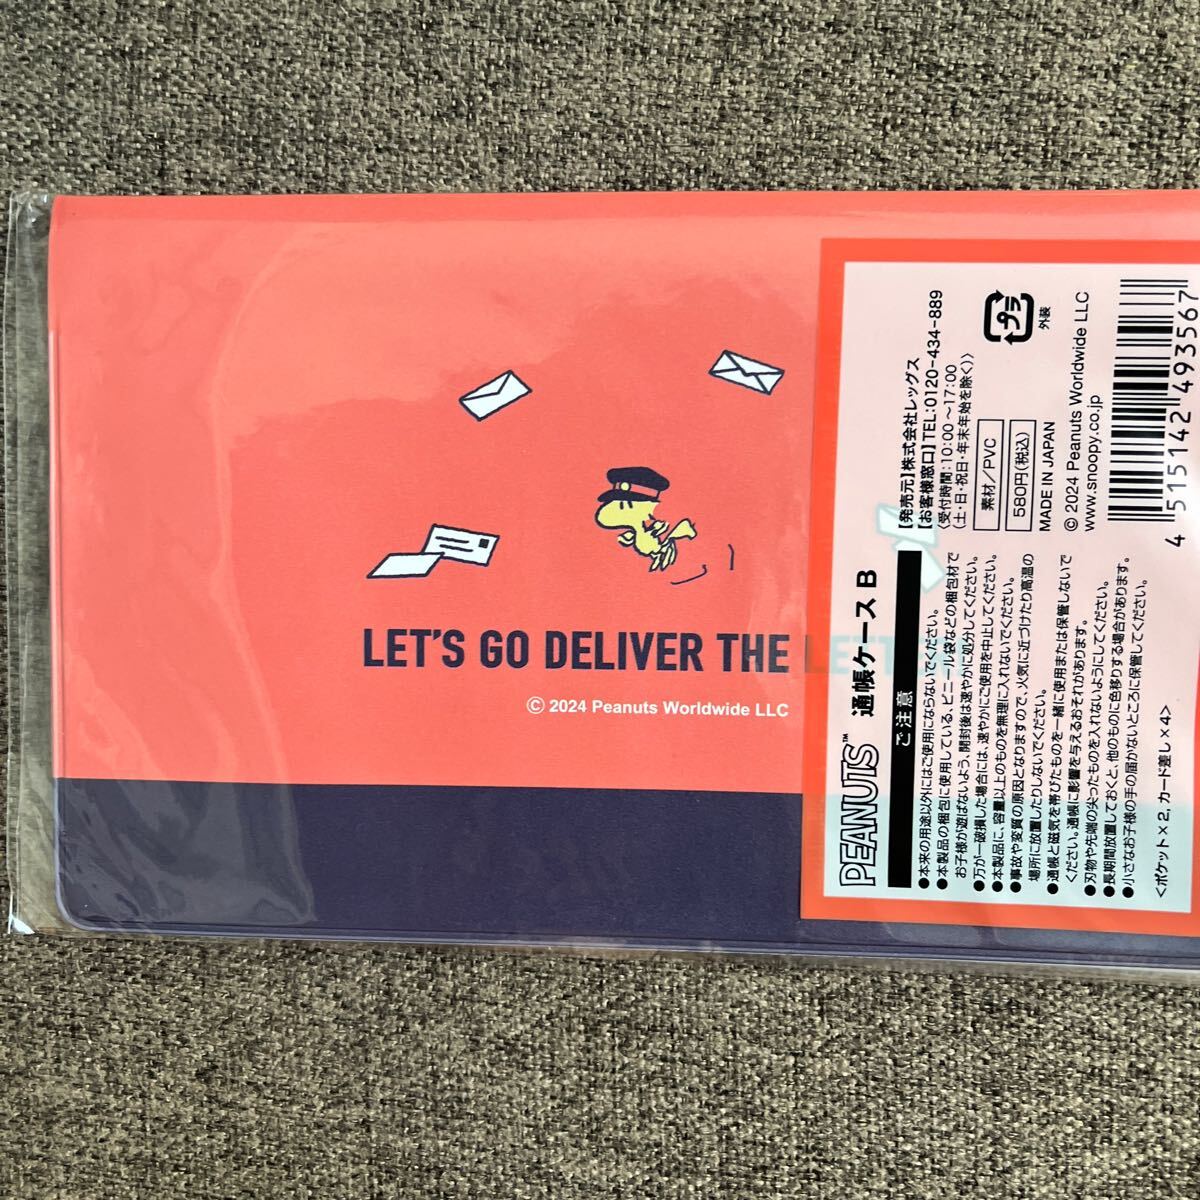 LET'S GO DELIVER THE LETTER
© 2024 Peanuts Worldwide LLC
PEANUTS™ 通帳ケース B
ご注意
●本来の用途以外にはご使用にならないでください。
●本製品の梱包に使用している、ビニール袋などの梱包材で
お子様が遊ばないよう、開封後は速やかに処分してください。
●万が一破損した場合には、速やかにご使用を中止してください。
●本製品に、容量以上のものを無理に入れないでください。
●事故や変質の原因となりますので、火気に近づけたり高温の
場所に放置したりしないでください。
●通帳と磁気を帯びたものを一緒に使用または保管しないで
ください。通帳に影響を与えるおそれがあります。
●刃物や先端の尖ったものを入れないようにしてください。
●長期間放置しておくと、他のものに色移りする場合があります。
●小さなお子様の手の届かないところに保管してください。
<ポケット×2, カード差し×4>
【発売元】株式会社レッグス
【お客様窓口】TEL:0120-434-889
〈受付時間:10:00～17:00
(土・日・祝日・年末年始を除く)〉
素材/PVC
580円(税込)
MADE IN JAPAN
プラ
外装
© 2024 Peanuts Worldwide LLC
www.snoopy.co.jp
4 515142 493567